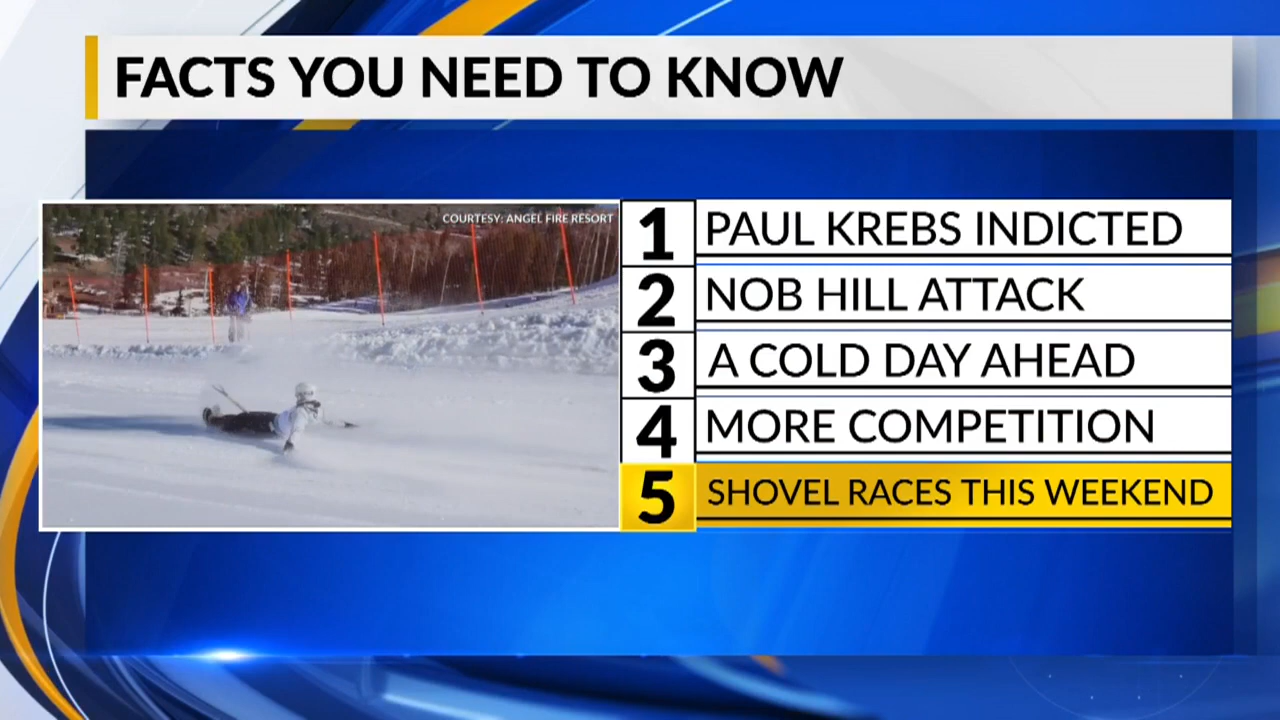 FACTS YOU NEED TO KNOW
COURTESY: ANGEL FIRE RESORT
1 PAUL KREBS INDICTED
2 NOB HILL ATTACK
3 A COLD DAY AHEAD
4 MORE COMPETITION
5 SHOVEL RACES THIS WEEKEND